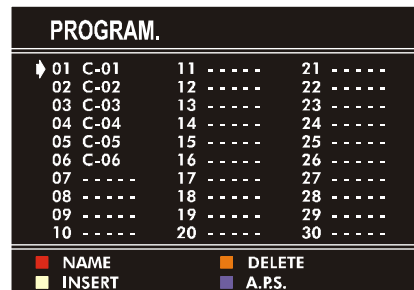 PROGRAM.
01 C-01 11 - - - - - 21 - - - - -
02 C-02 12 - - - - - 22 - - - - -
03 C-03 13 - - - - - 23 - - - - -
04 C-04 14 - - - - - 24 - - - - -
05 C-05 15 - - - - - 25 - - - - -
06 C-06 16 - - - - - 26 - - - - -
07 - - - - - 17 - - - - - 27 - - - - -
08 - - - - - 18 - - - - - 28 - - - - -
09 - - - - - 19 - - - - - 29 - - - - -
10 - - - - - 20 - - - - - 30 - - - - -
NAME DELETE
INSERT A.P.S.